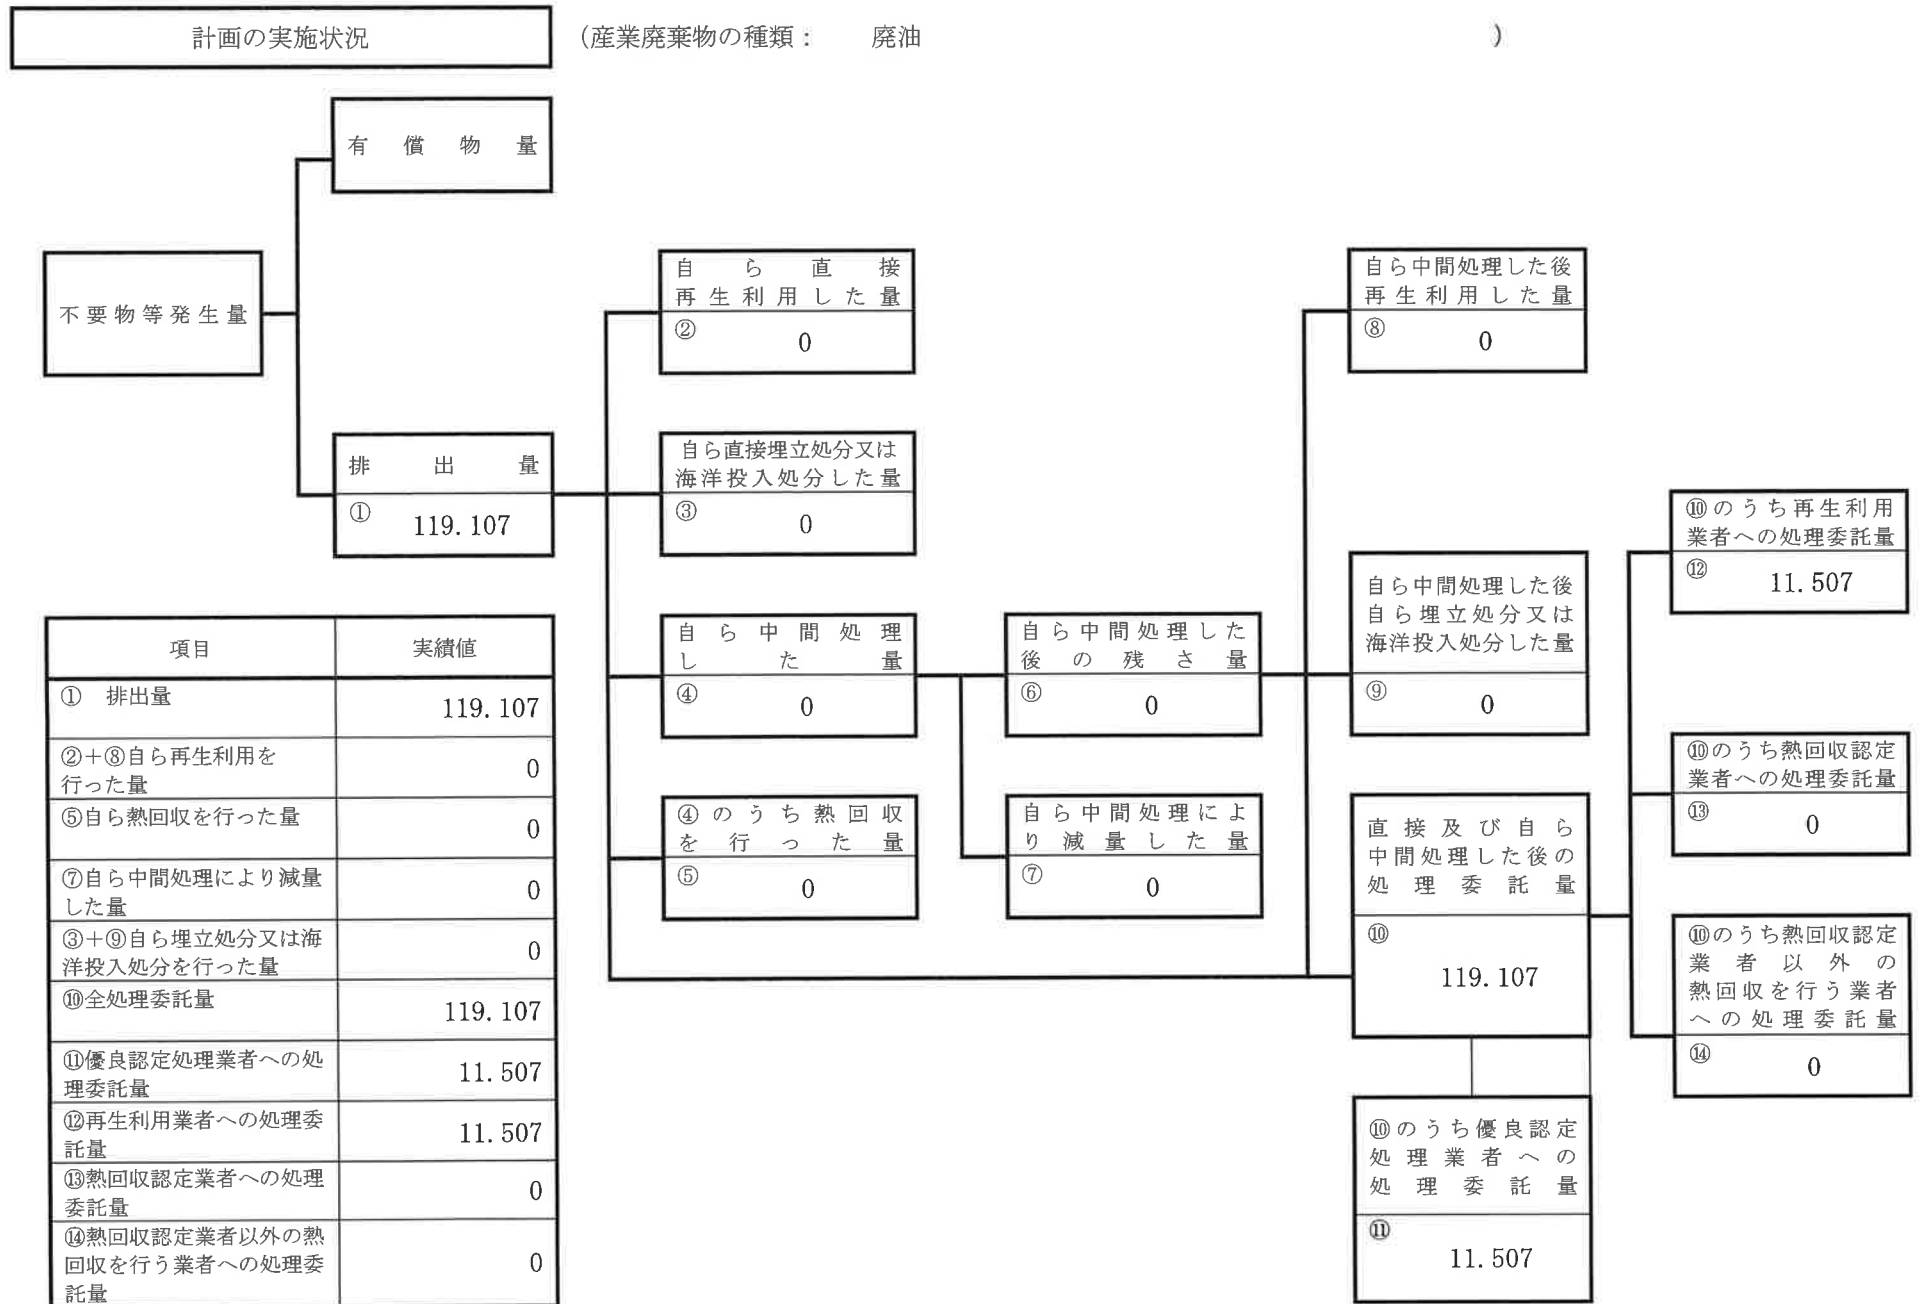 計画の実施状況
（産業廃棄物の種類：　　廃油　　　　　　　　）
有償物量
不要物等発生量
排出量
① 119.107
自ら直接
再生利用した量
② 0
自ら直接埋立処分又は
海洋投入処分した量
③ 0
自ら中間処理
した量
④ 0
④のうち熱回収
を行った量
⑤ 0
自ら中間処理した
後の残さ量
⑥ 0
自ら中間処理によ
り減量した量
⑦ 0
自ら中間処理した後
再生利用した量
⑧ 0
自ら中間処理した後
自ら埋立処分又は
海洋投入処分した量
⑨ 0
直接及び自ら
中間処理した後の
処理委託量
⑩
119.107
⑩のうち優良認定
処理業者への
処理委託量
⑪
11.507
⑩のうち再生利用
業者への処理委託量
⑫ 11.507
⑩のうち熱回収認定
業者への処理委託量
⑬ 0
⑩のうち熱回収認定
業者以外の
熱回収を行う業者
への処理委託量
⑭ 0
項目 実績値
①　排出量 119.107
②＋⑧自ら再生利用を
行った量 0
⑤自ら熱回収を行った量 0
⑦自ら中間処理により減量
した量 0
③＋⑨自ら埋立処分又は海
洋投入処分を行った量 0
⑩全処理委託量 119.107
⑪優良認定処理業者への処
理委託量 11.507
⑫再生利用業者への処理委
託量 11.507
⑬熱回収認定業者への処理
委託量 0
⑭熱回収認定業者以外の熱
回収を行う業者への処理委
託量 0